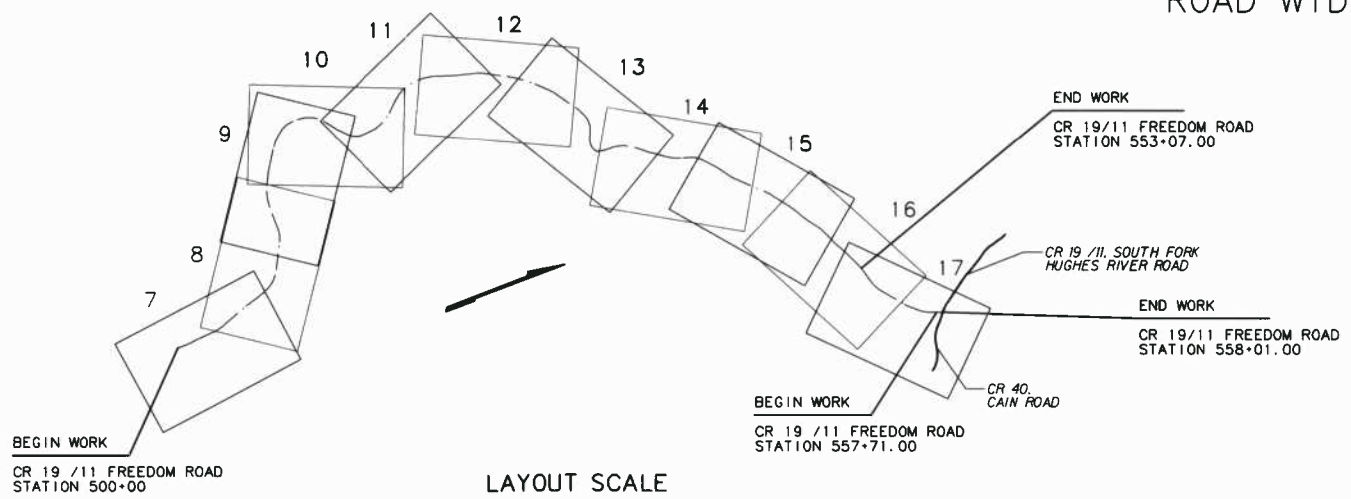 ROAD WID
11
12
10
13
14
9
15
END WORK
CR 19/11 FREEDOM ROAD
STATION 553+07.00
16
8
17
CR 19 /11. SOUTH FORK
HUGHES RIVER ROAD
7
END WORK
CR 19/11 FREEDOM ROAD
STATION 558+01.00
CR 40.
CAIN ROAD
BEGIN WORK
CR 19 /11 FREEDOM ROAD
STATION 557+71.00
BEGIN WORK
CR 19 /11 FREEDOM ROAD
STATION 500+00
LAYOUT SCALE